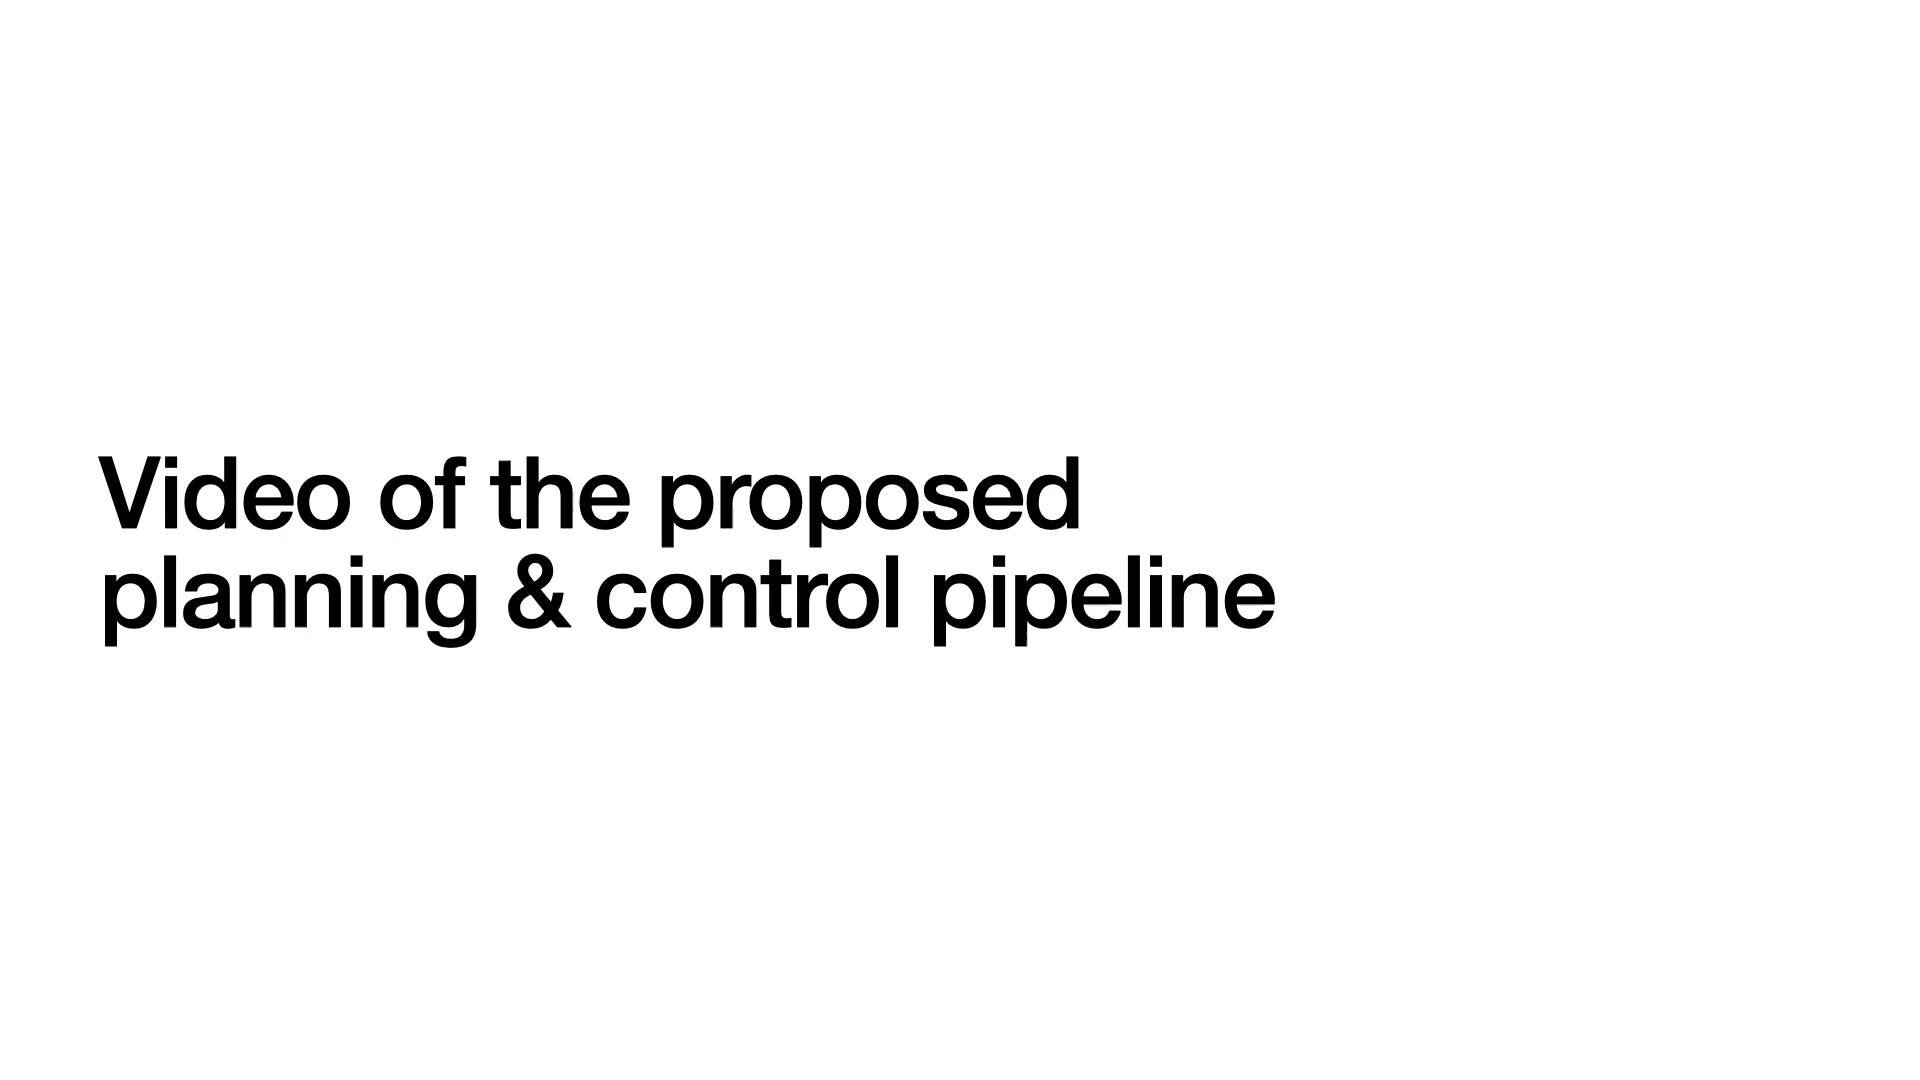 Video of the proposed
planning & control pipeline